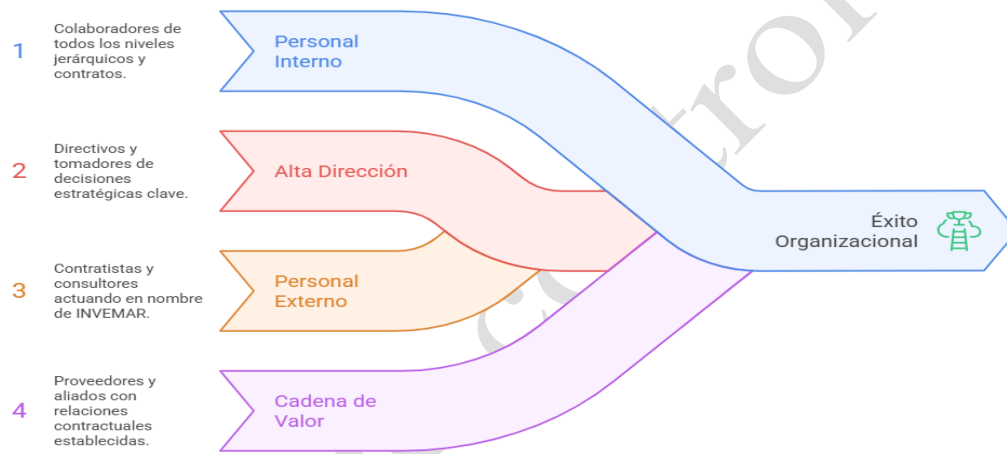 1
Colaboradores de
todos los niveles
jerárquicos y
contratos.
Personal
Interno
2
Directivos y
tomadores de
decisiones
estratégicas clave.
Alta Dirección
Éxito
Organizacional
3
Contratistas y
consultores
actuando en nombre
de INVEMAR.
Personal
Externo
4
Proveedores y
aliados con
relaciones
contractuales
establecidas.
Cadena de
Valor